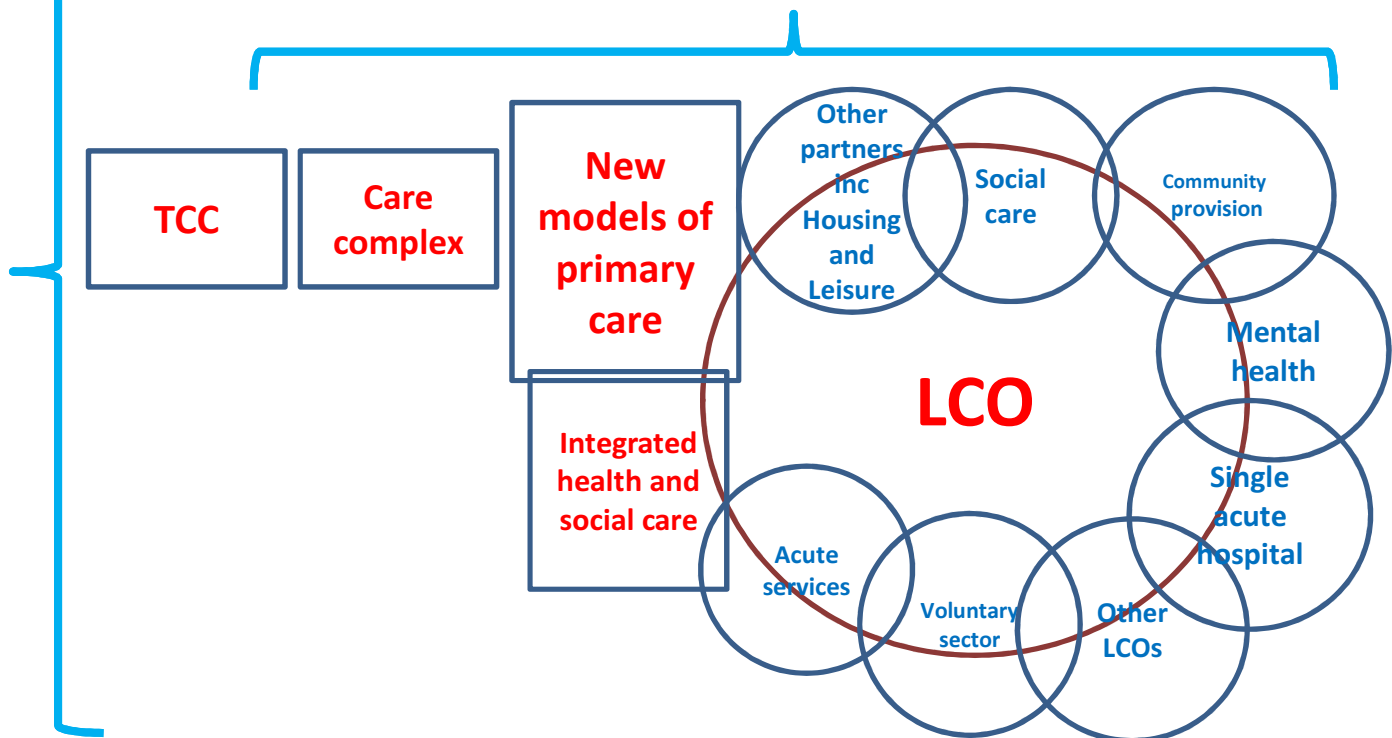 TCC
Care
complex
New
models of
primary
care
Integrated
health and
social care
Other
partners
inc
Housing
and
Leisure
Social
care
Community
provision
Mental
health
Single
acute
hospital
Other
LCOs
Voluntary
sector
Acute
services
LCO